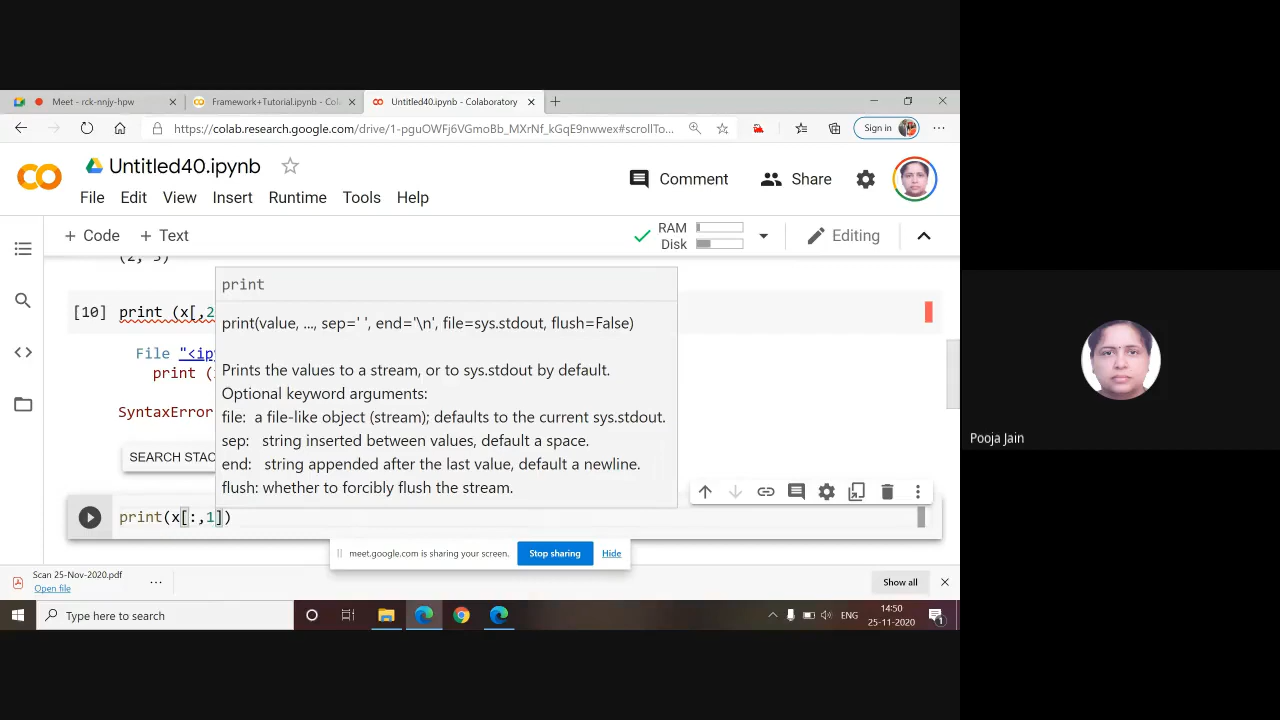 Meet - rck-nnjy-hpw
Framework+Tutorial.ipynb - Col
Untitled40.ipynb - Colaboratory
https://colab.research.google.com/drive/1-pguOWFj6VGmoBb_MXrNf_kGqE9nwwex#scrollTo...
Sign in
Untitled40.ipynb
Comment
Share
File Edit View Insert Runtime Tools Help
+ Code + Text
RAM
Disk
Editing
print
[10] print (x[,2
print(value, ..., sep=' ', end='\n', file=sys.stdout, flush=False)
File "<ipy
print (
Prints the values to a stream, or to sys.stdout by default.
Optional keyword arguments:
file: a file-like object (stream); defaults to the current sys.stdout.
SyntaxError
sep: string inserted between values, default a space.
SEARCH STAC
end: string appended after the last value, default a newline.
flush: whether to forcibly flush the stream.
print(x[:,1])
meet.google.com is sharing your screen.
Stop sharing
Hide
Scan 25-Nov-2020.pdf
Open file
Show all
Type here to search
ENG
14:50
25-11-2020
1
Pooja Jain